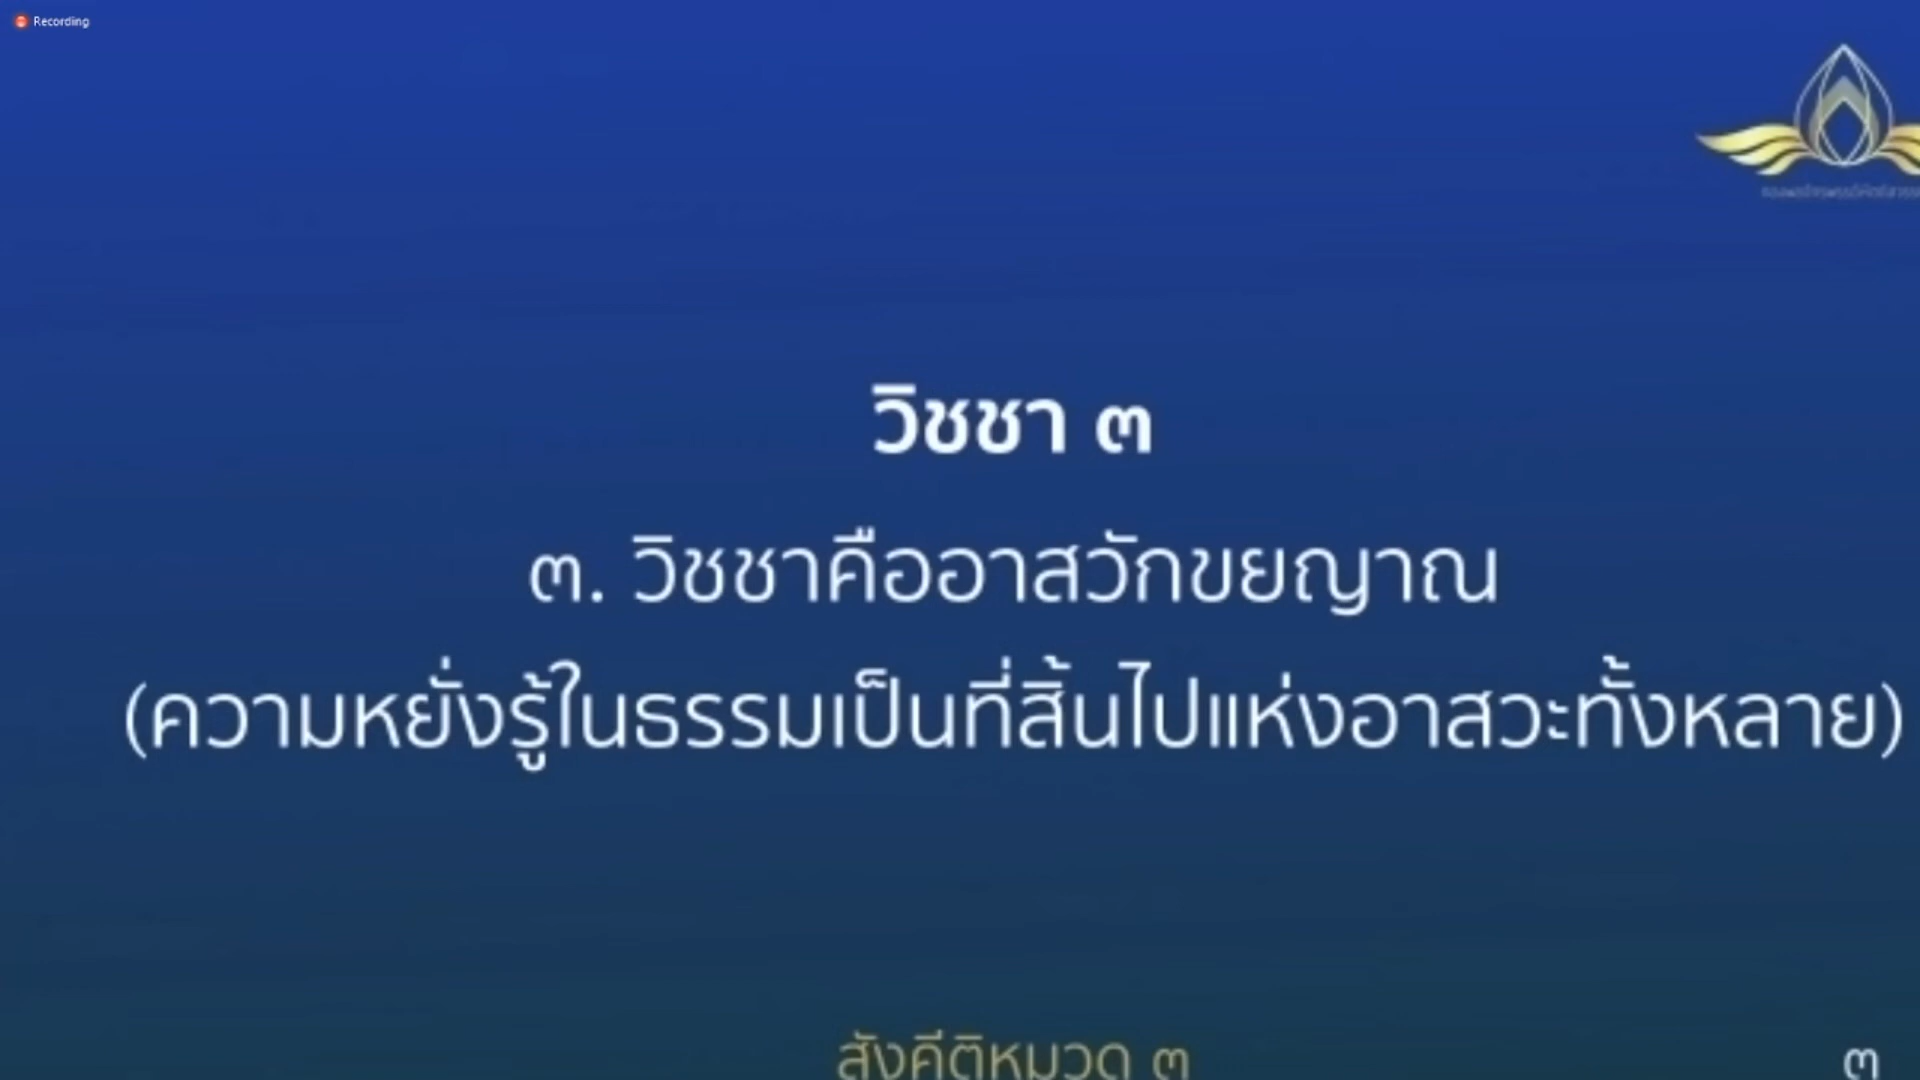 Recording
วิชชา ๓
๓. วิชชาคืออาสวักขยญาณ
(ความหยั่งรู้ในธรรมเป็นที่สิ้นไปแห่งอาสวะทั้งหลาย)
สังคีติหมวด ๓
๓